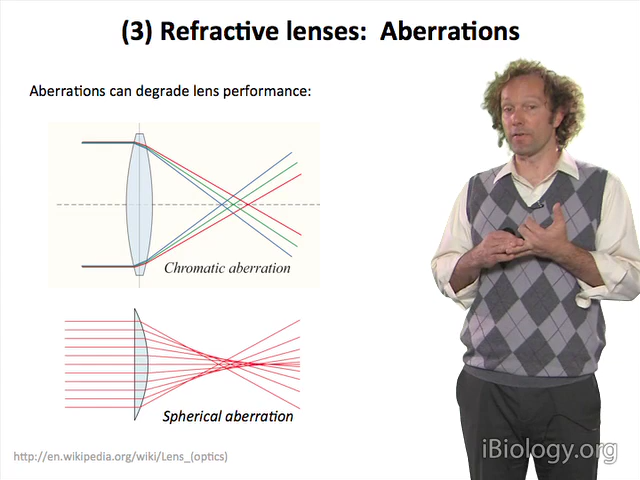 (3) Refractive lenses:  Aberrations
Aberrations can degrade lens performance:
Chromatic aberration
Spherical aberration
http://en.wikipedia.org/wiki/Lens_(optics)
iBiology.org